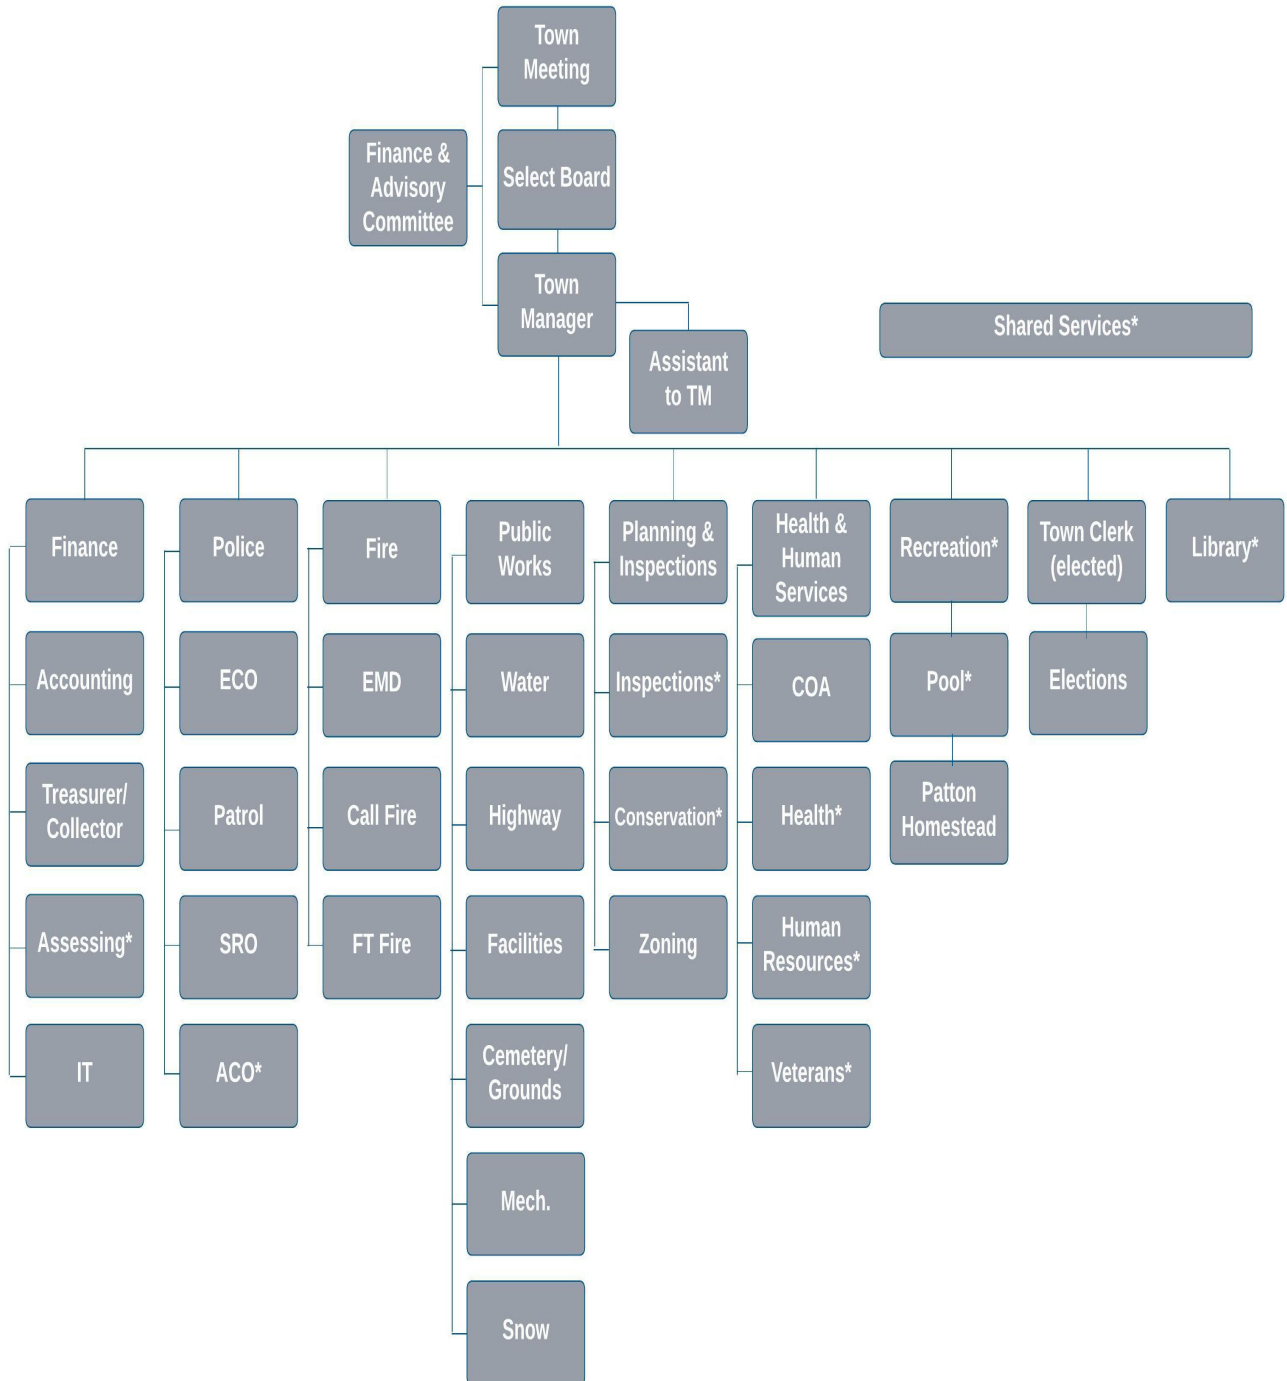 Town
Meeting
Finance &
Advisory
Committee
Select Board
Town
Manager
Assistant
to TM
Shared Services*
Finance
Accounting
Treasurer/
Collector
Assessing*
IT
Police
ECO
Patrol
SRO
ACO*
Fire
EMD
Call Fire
FT Fire
Public
Works
Water
Highway
Facilities
Cemetery/
Grounds
Mech.
Snow
Planning &
Inspections
Inspections*
Conservation*
Zoning
Health &
Human
Services
COA
Health*
Human
Resources*
Veterans*
Recreation*
Pool*
Patton
Homestead
Town Clerk
(elected)
Elections
Library*